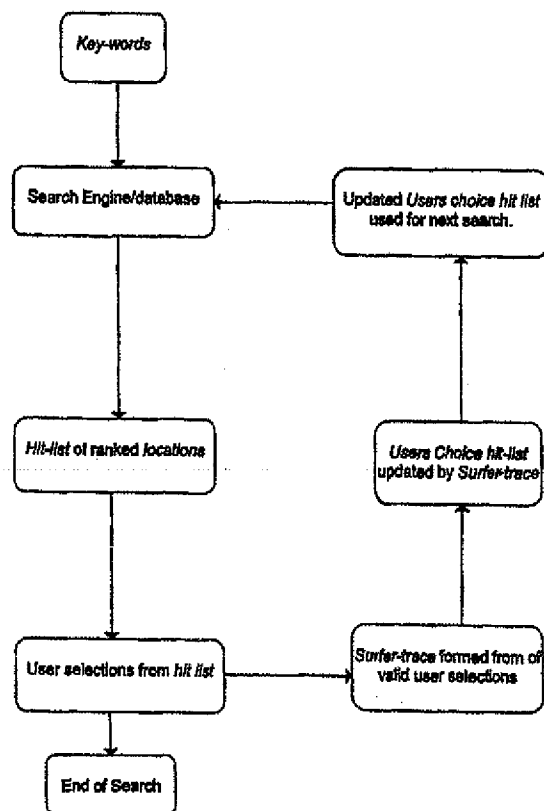 Key-words
Search Engine/database
Updated Users choice hit list
used for next search.
Hit-list of ranked locations
Users Choice hit-list
updated by Surfer-trace
User selections from hit list
Surfer-trace formed from of
valid user selections
End of Search